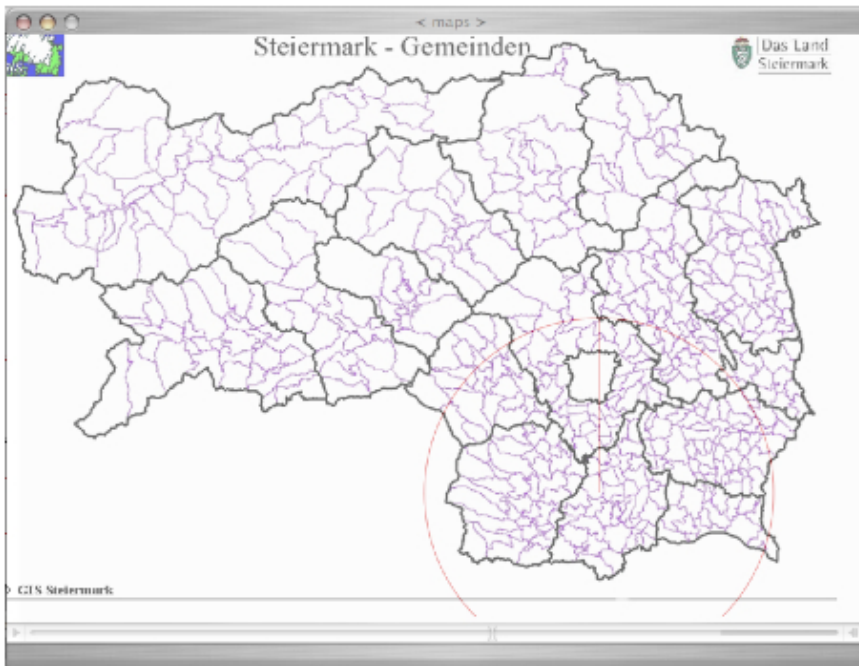 < maps >
Steiermark - Gemeinden
Das Land
Steiermark
GIS Steiermark